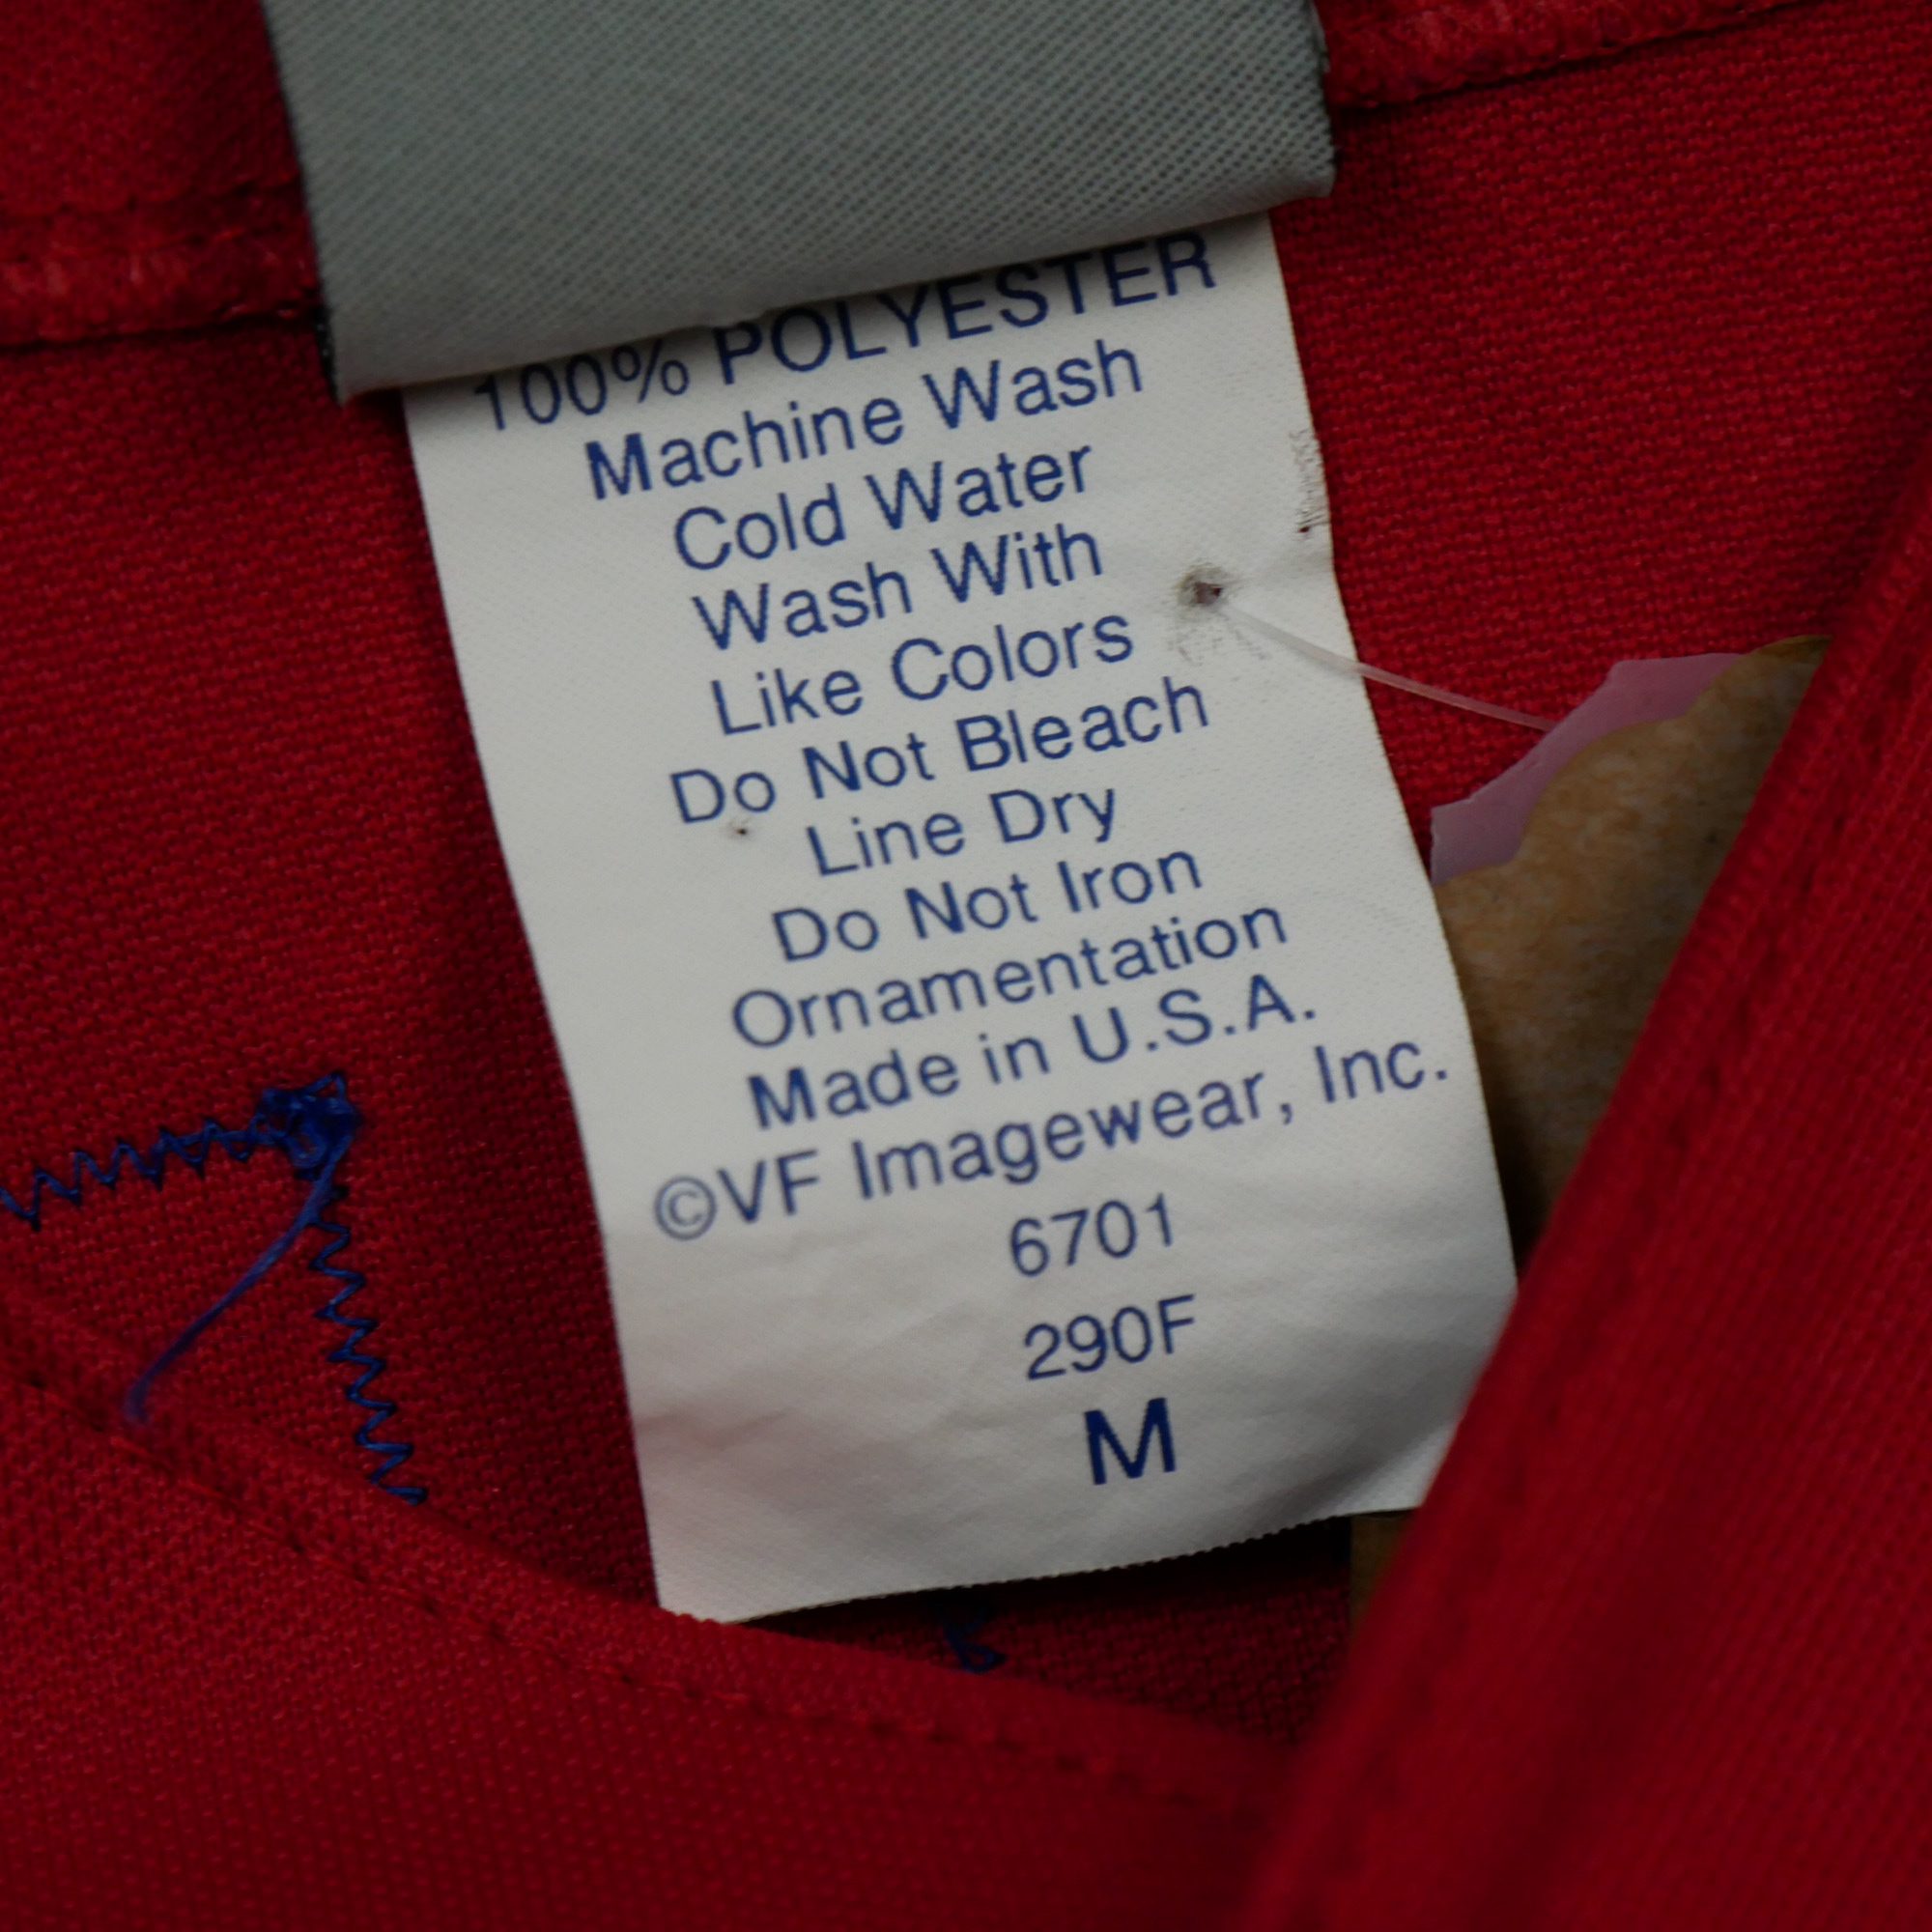 100% POLYESTER
Machine Wash
Cold Water
Wash With
Like Colors
Do Not Bleach
Line Dry
Do Not Iron
Ornamentation
Made in U.S.A.
©VF Imagewear, Inc.
6701
290F
M